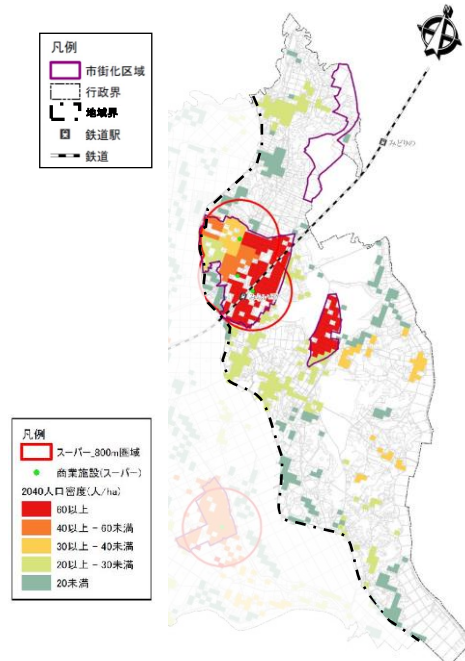 凡例
市街化区域
行政界
地域界
鉄道駅
鉄道
みどりの
凡例
スーパー_800m圏域
商業施設(スーパー)
2040人口密度(人/ha)
60以上
40以上 - 60未満
30以上 - 40未満
20以上 - 30未満
20未満